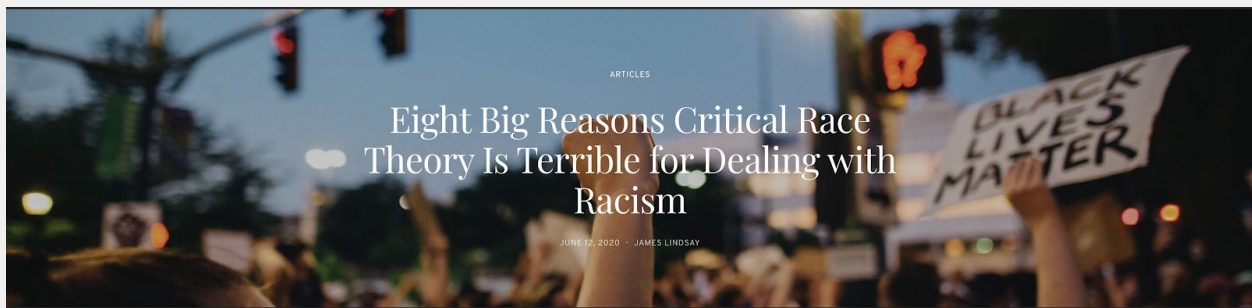 ARTICLES
Eight Big Reasons Critical Race
Theory Is Terrible for Dealing with
Racism
JUNE 12, 2020 · JAMES LINDSAY
BLACK
LIVES
MATTER